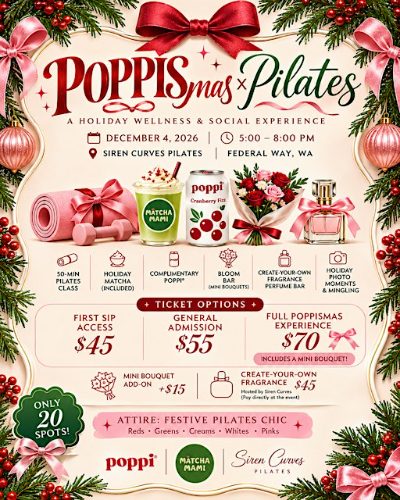 POPPISmas x Pilates
A HOLIDAY WELLNESS & SOCIAL EXPERIENCE
DECEMBER 4, 2026 | 5:00 – 8:00 PM
SIREN CURVES PILATES | FEDERAL WAY, WA
MATCHA
MAMI
poppi
Cranberry Fizz
50-MIN
PILATES
CLASS
HOLIDAY
MATCHA
(INCLUDED)
COMPLIMENTARY
POPPI
BLOOM
BAR
(MINI BOUQUETS)
CREATE-YOUR-OWN
FRAGRANCE
PERFUME BAR
HOLIDAY
PHOTO
MOMENTS
& MINGLING
TICKET OPTIONS
FIRST SIP
ACCESS
$45
GENERAL
ADMISSION
$55
FULL POPPISMAS
EXPERIENCE
$70
INCLUDES A MINI BOUQUET!
MINI BOUQUET
ADD-ON +$15
CREATE-YOUR-OWN
FRAGRANCE $45
Hosted by Siren Curves
(Pay directly at the event)
ONLY
20
SPOTS!
ATTIRE: FESTIVE PILATES CHIC
Reds • Greens • Creams • Whites • Pinks
poppi
MATCHA
MAMI
Siren Curves
PILATES